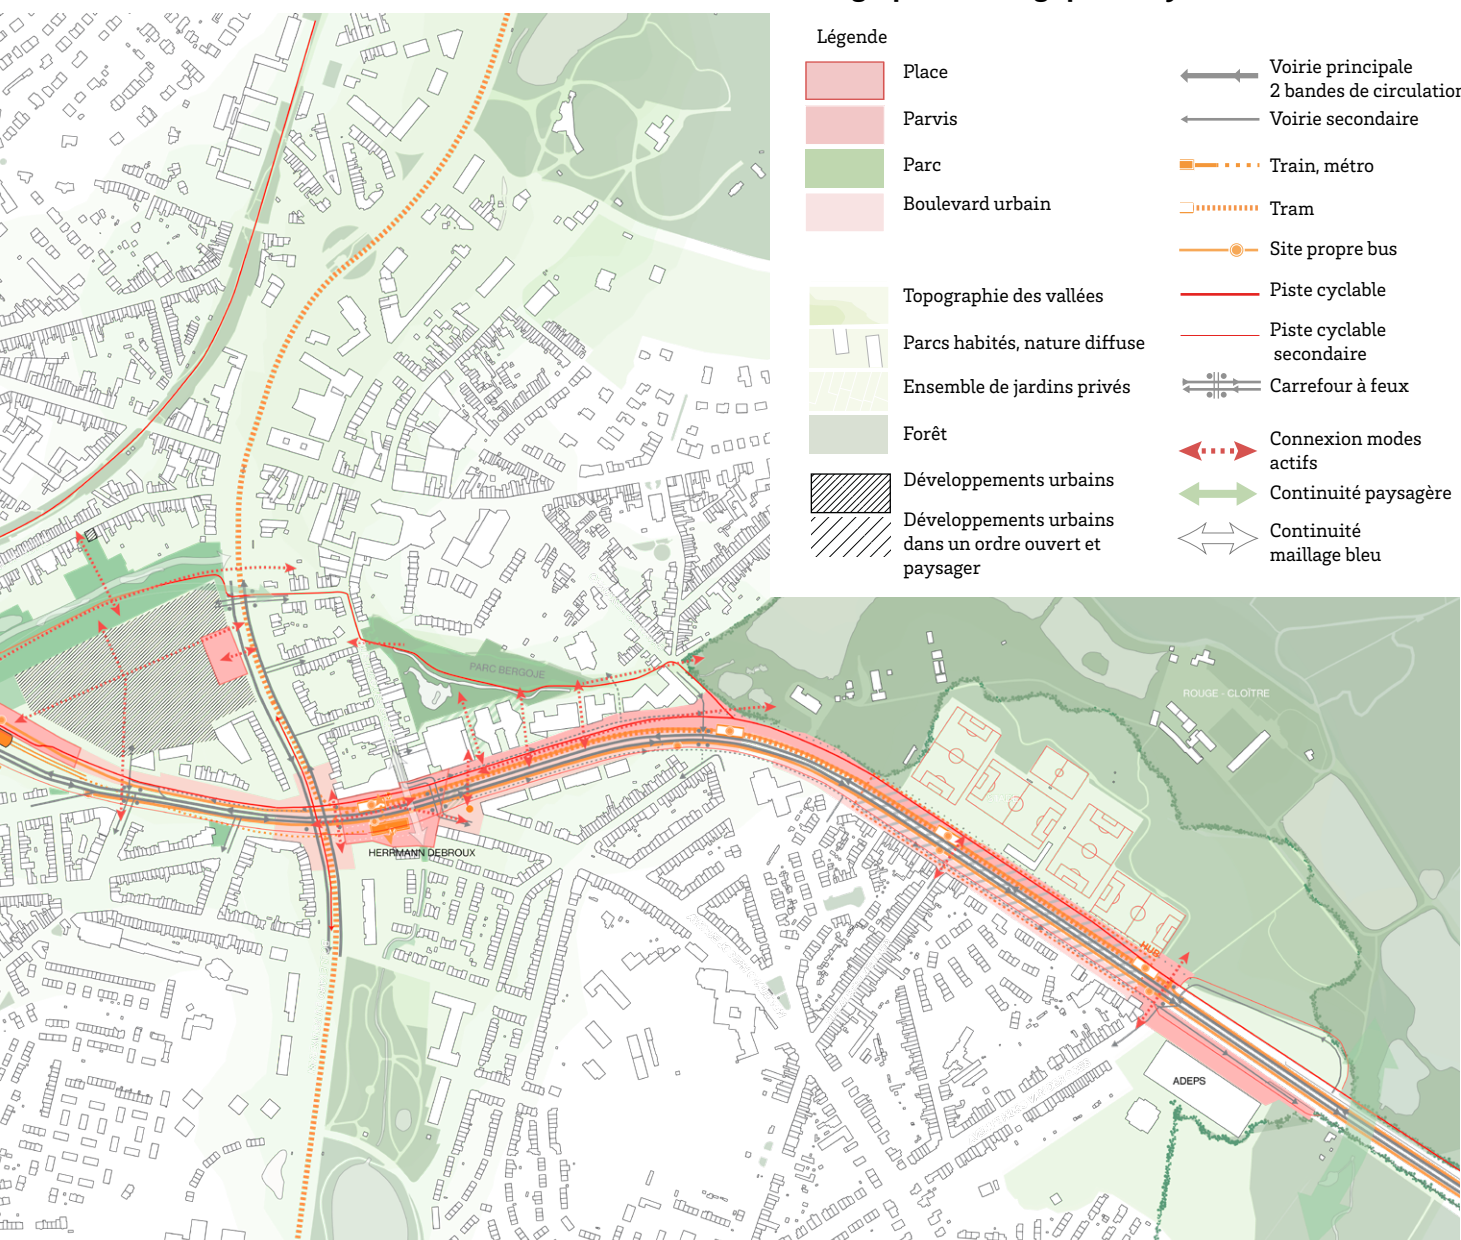 Légende
Place
Parvis
Parc
Boulevard urbain
Topographie des vallées
Parcs habités, nature diffuse
Ensemble de jardins privés
Forêt
Développements urbains
Développements urbains
dans un ordre ouvert et
paysager
Voirie principale
2 bandes de circulation
Voirie secondaire
Train, métro
Tram
Site propre bus
Piste cyclable
Piste cyclable
secondaire
Carrefour à feux
Connexion modes
actifs
Continuité paysagère
Continuité
maillage bleu
PARC BERGOJE
ROUGE - CLOÎTRE
HERRMANN DEBROUX
HUB
ADEPS